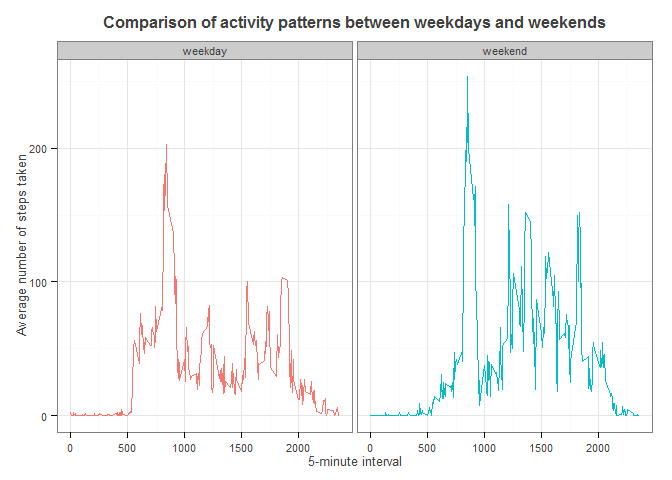 Comparison of activity patterns between weekdays and weekends
weekday
weekend
Average number of steps taken
200
100
0
0 500 1000 1500 2000
0 500 1000 1500 2000
5-minute interval